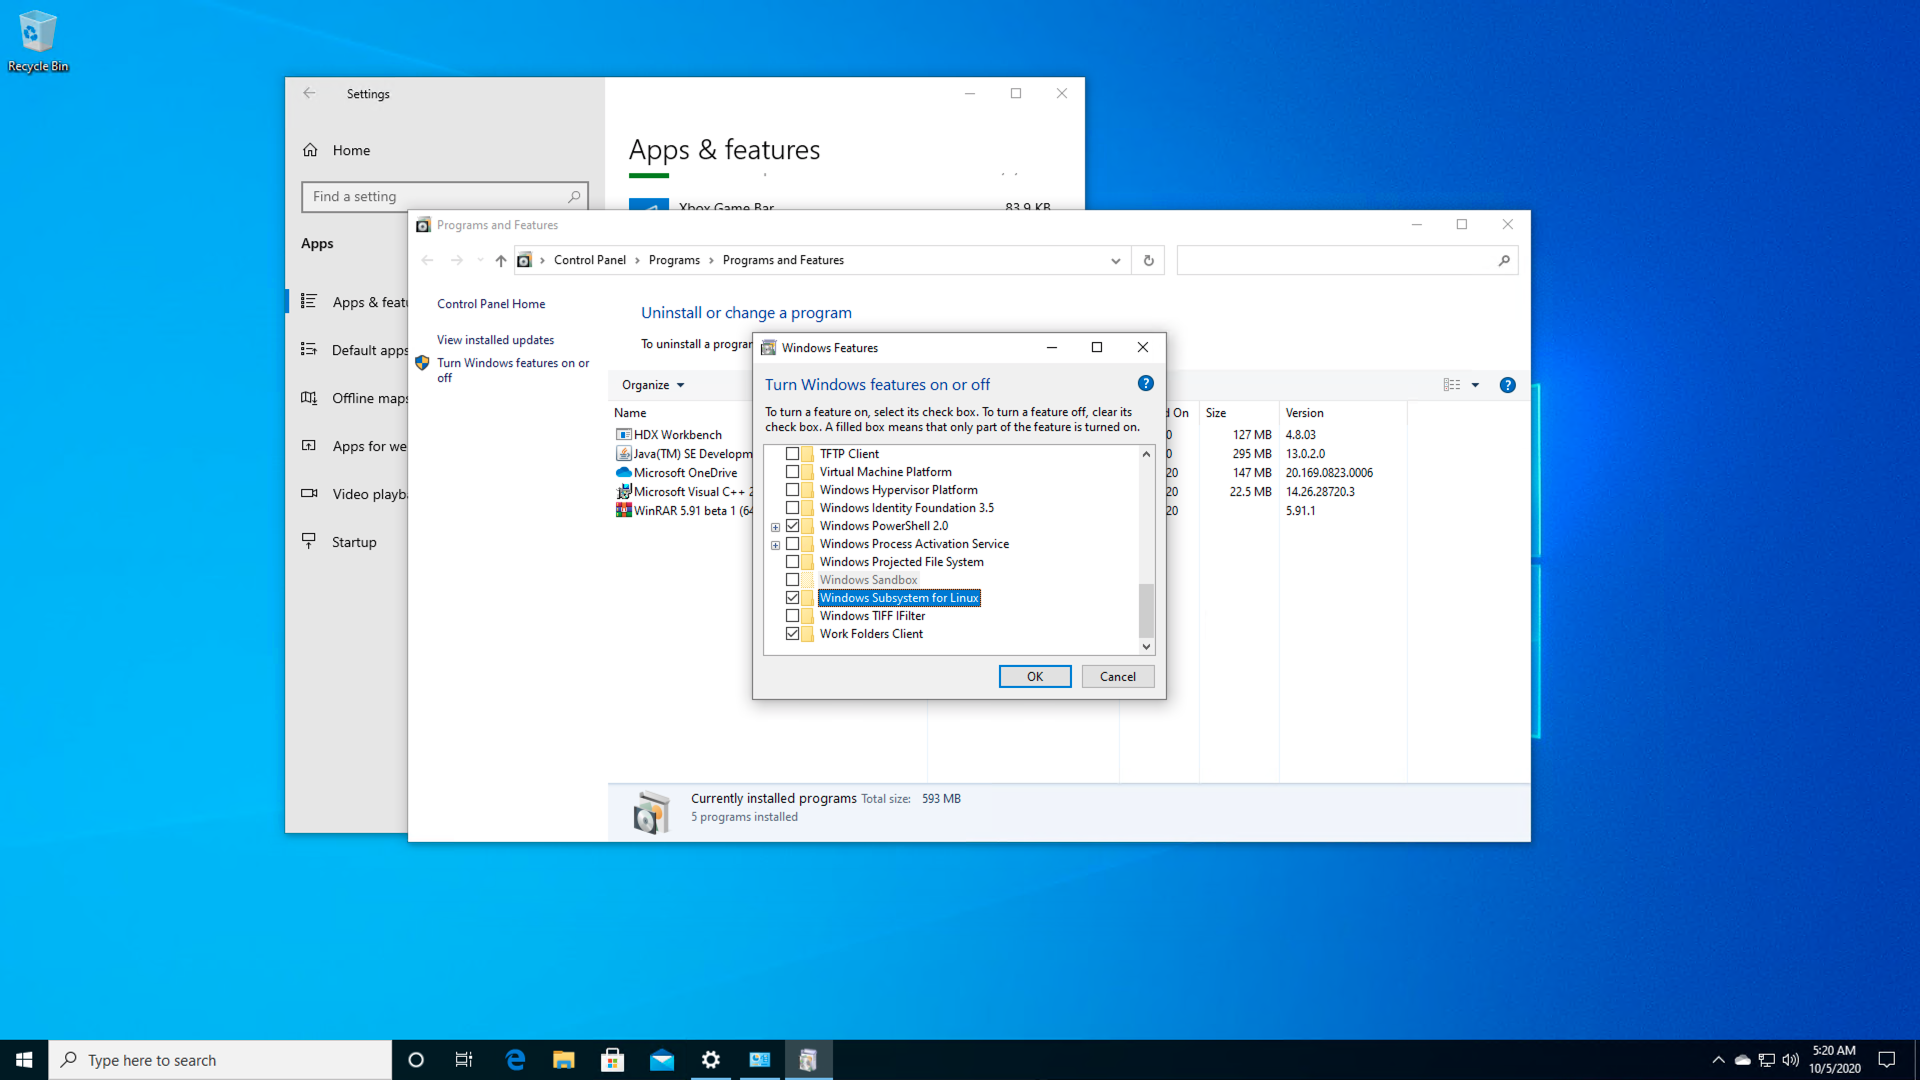 Recycle Bin
Settings
Home
Find a setting
Apps
Apps & featu
Default apps
Offline maps
Apps for we
Video playba
Startup
Apps & features
Xbox Game Bar 83.9 KB
Programs and Features
Control Panel Programs Programs and Features
Control Panel Home
View installed updates
Turn Windows features on or
off
Uninstall or change a program
To uninstall a program
Organize
Name d On Size Version
HDX Workbench 0 127 MB 4.8.03
Java(TM) SE Developm 0 295 MB 13.0.2.0
Microsoft OneDrive 20 147 MB 20.169.0823.0006
Microsoft Visual C++ 2 20 22.5 MB 14.26.28720.3
WinRAR 5.91 beta 1 (64 20 5.91.1
Windows Features
Turn Windows features on or off
To turn a feature on, select its check box. To turn a feature off, clear its
check box. A filled box means that only part of the feature is turned on.
TFTP Client
Virtual Machine Platform
Windows Hypervisor Platform
Windows Identity Foundation 3.5
Windows PowerShell 2.0
Windows Process Activation Service
Windows Projected File System
Windows Sandbox
Windows Subsystem for Linux
Windows TIFF IFilter
Work Folders Client
OK Cancel
Currently installed programs Total size: 593 MB
5 programs installed
Type here to search
5:20 AM
10/5/2020